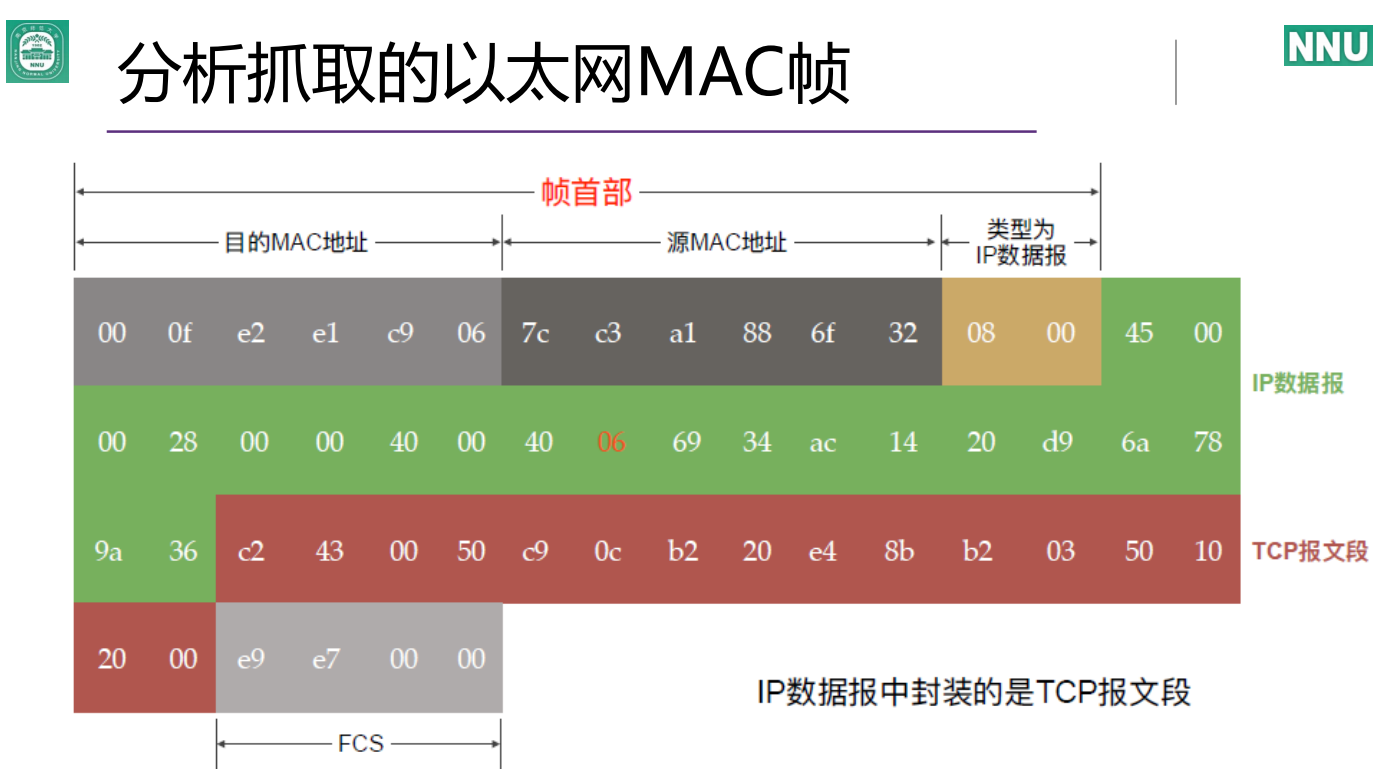 分析抓取的以太网MAC帧
NNU
NNU
帧首部
目的MAC地址
源MAC地址
类型为
IP数据报
00 0f e2 e1 c9 06 7c c3 a1 88 6f 32 08 00 45 00
IP数据报
00 28 00 00 40 00 40 06 69 34 ac 14 20 d9 6a 78
9a 36 c2 43 00 50 c9 0c b2 20 e4 8b b2 03 50 10
TCP报文段
20 00 e9 e7 00 00
IP数据报中封装的是TCP报文段
FCS